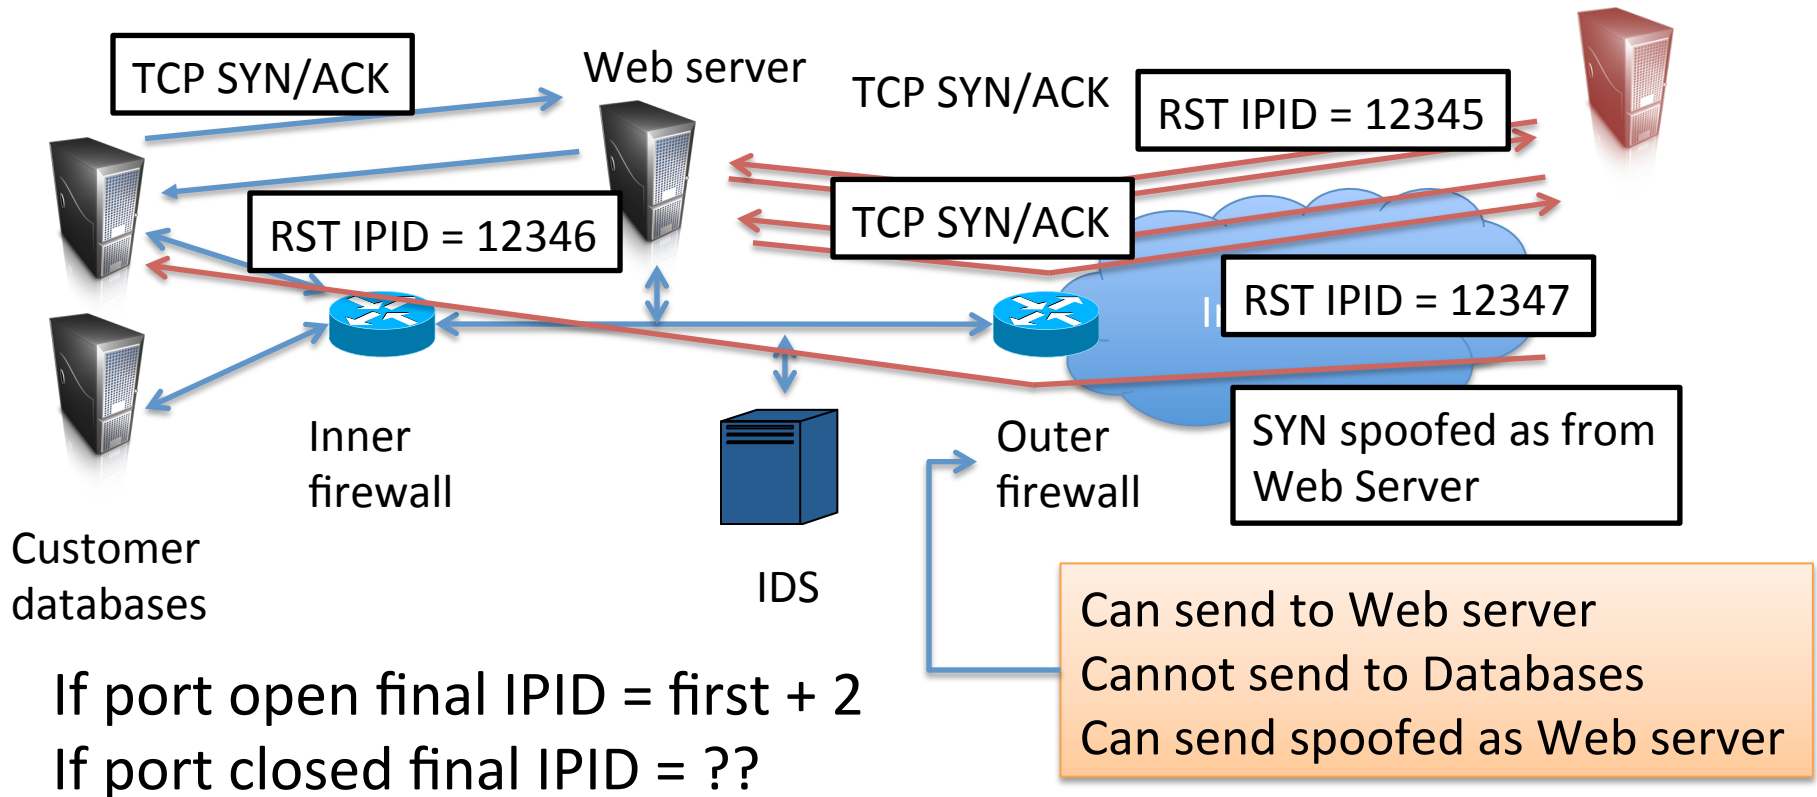 TCP SYN/ACK
Web server
TCP SYN/ACK
RST IPID = 12345
RST IPID = 12346
TCP SYN/ACK
RST IPID = 12347
Inner
firewall
Outer
firewall
SYN spoofed as from
Web Server
Customer
databases
IDS
Can send to Web server
Cannot send to Databases
Can send spoofed as Web server
If port open final IPID = first + 2
If port closed final IPID = ??